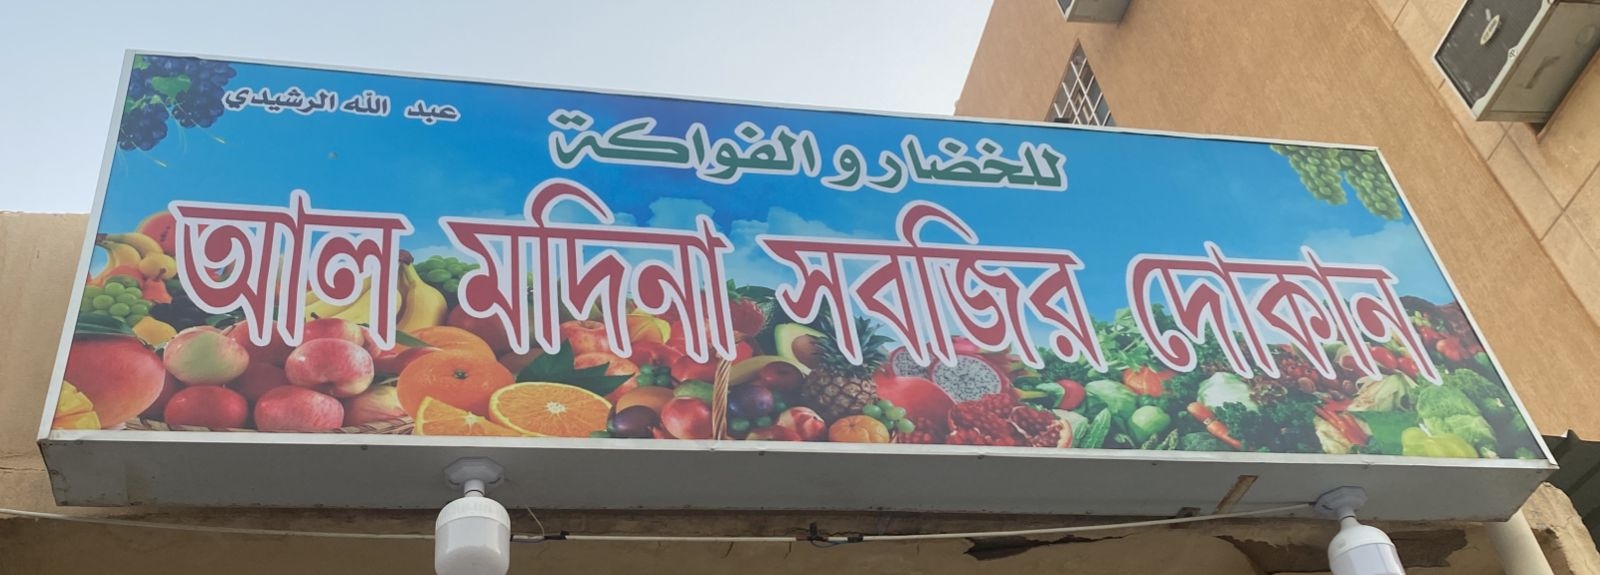 عبد الله الرشيدي
للخضار و الفواكة
আল মদিনা সবজির দোকান